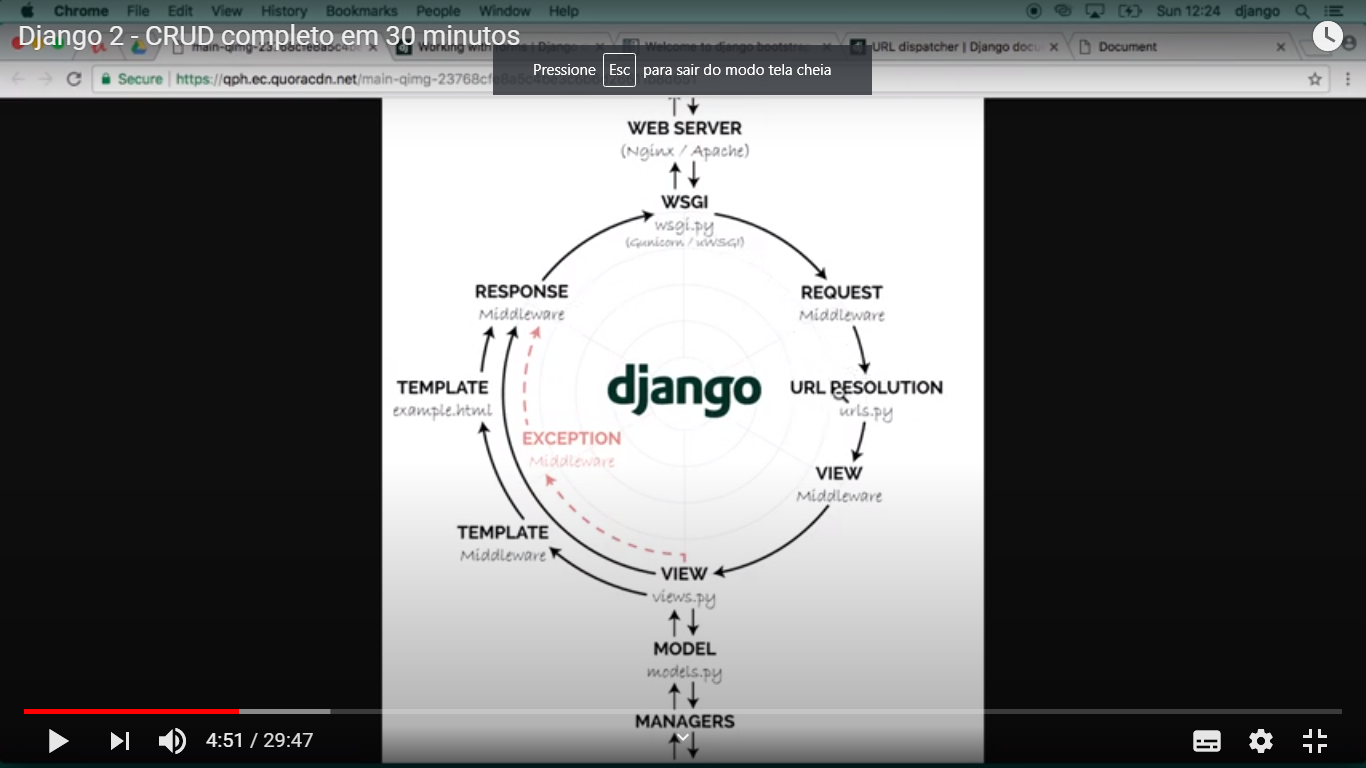 Chrome File Edit View History Bookmarks People Window Help Sun 12:24 django
Django 2 - CRUD completo em 30 minutos
Working with Welcome to django bootstrap URL dispatcher | Django docu Document
Pressione Esc para sair do modo tela cheia
Secure https://qph.ec.quoracdn.net/main-qimg-23768cfe8a5c
WEB SERVER
(Nginx / Apache)
WSGI
wsgi.py
(Gunicorn / uWSGI)
RESPONSE
Middleware
REQUEST
Middleware
django
TEMPLATE
example.html
URL RESOLUTION
urls.py
EXCEPTION
Middleware
VIEW
Middleware
TEMPLATE
Middleware
VIEW
views.py
MODEL
models.py
MANAGERS
4:51 / 29:47